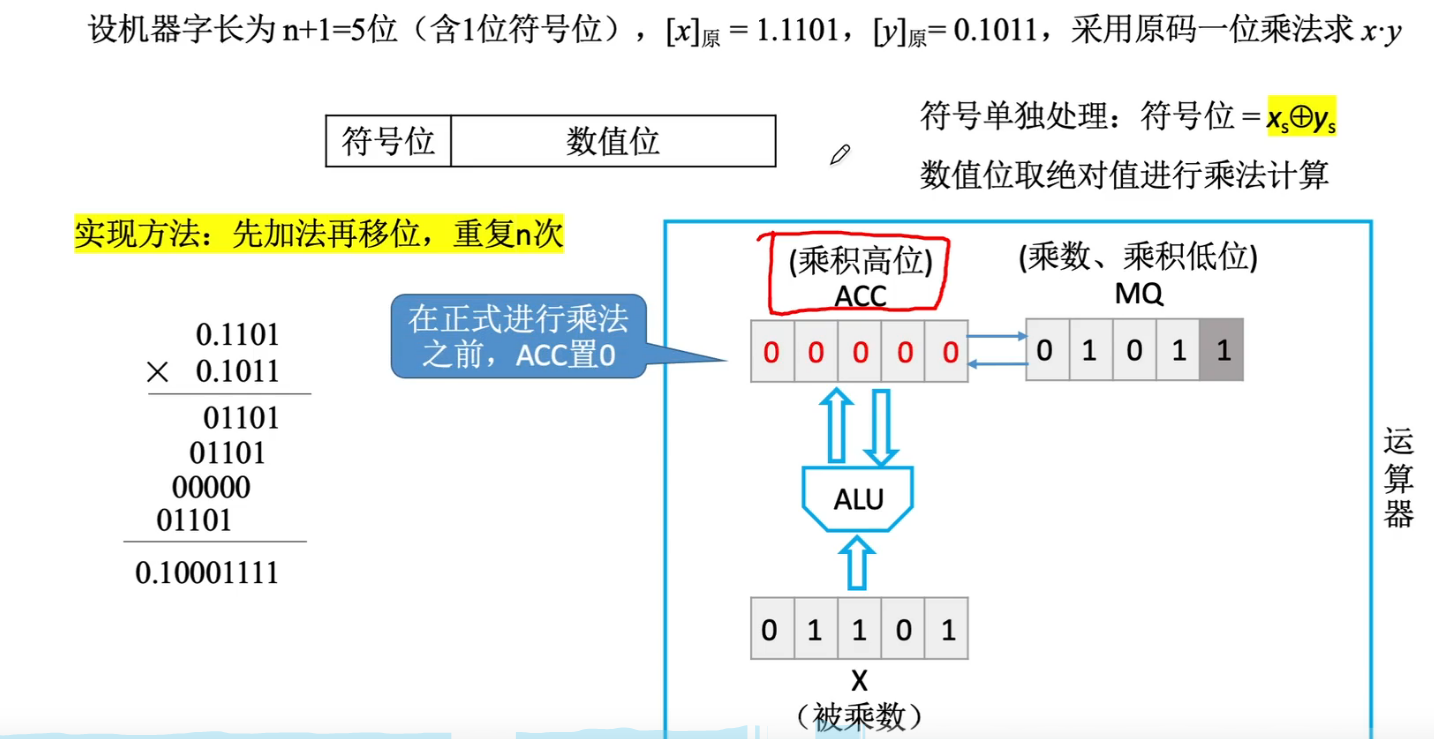 设机器字长为 n+1=5位（含1位符号位），[x]原 = 1.1101，[y]原= 0.1011，采用原码一位乘法求 x·y
符号位 数值位
符号单独处理：符号位 = xs⊕ys
数值位取绝对值进行乘法计算
实现方法：先加法再移位，重复n次
0.1101
× 0.1011
01101
01101
00000
01101
0.10001111
在正式进行乘法
之前，ACC置0
(乘积高位)
ACC
0 0 0 0 0
(乘数、乘积低位)
MQ
0 1 0 1 1
ALU
0 1 1 0 1
X
（被乘数）
运
算
器